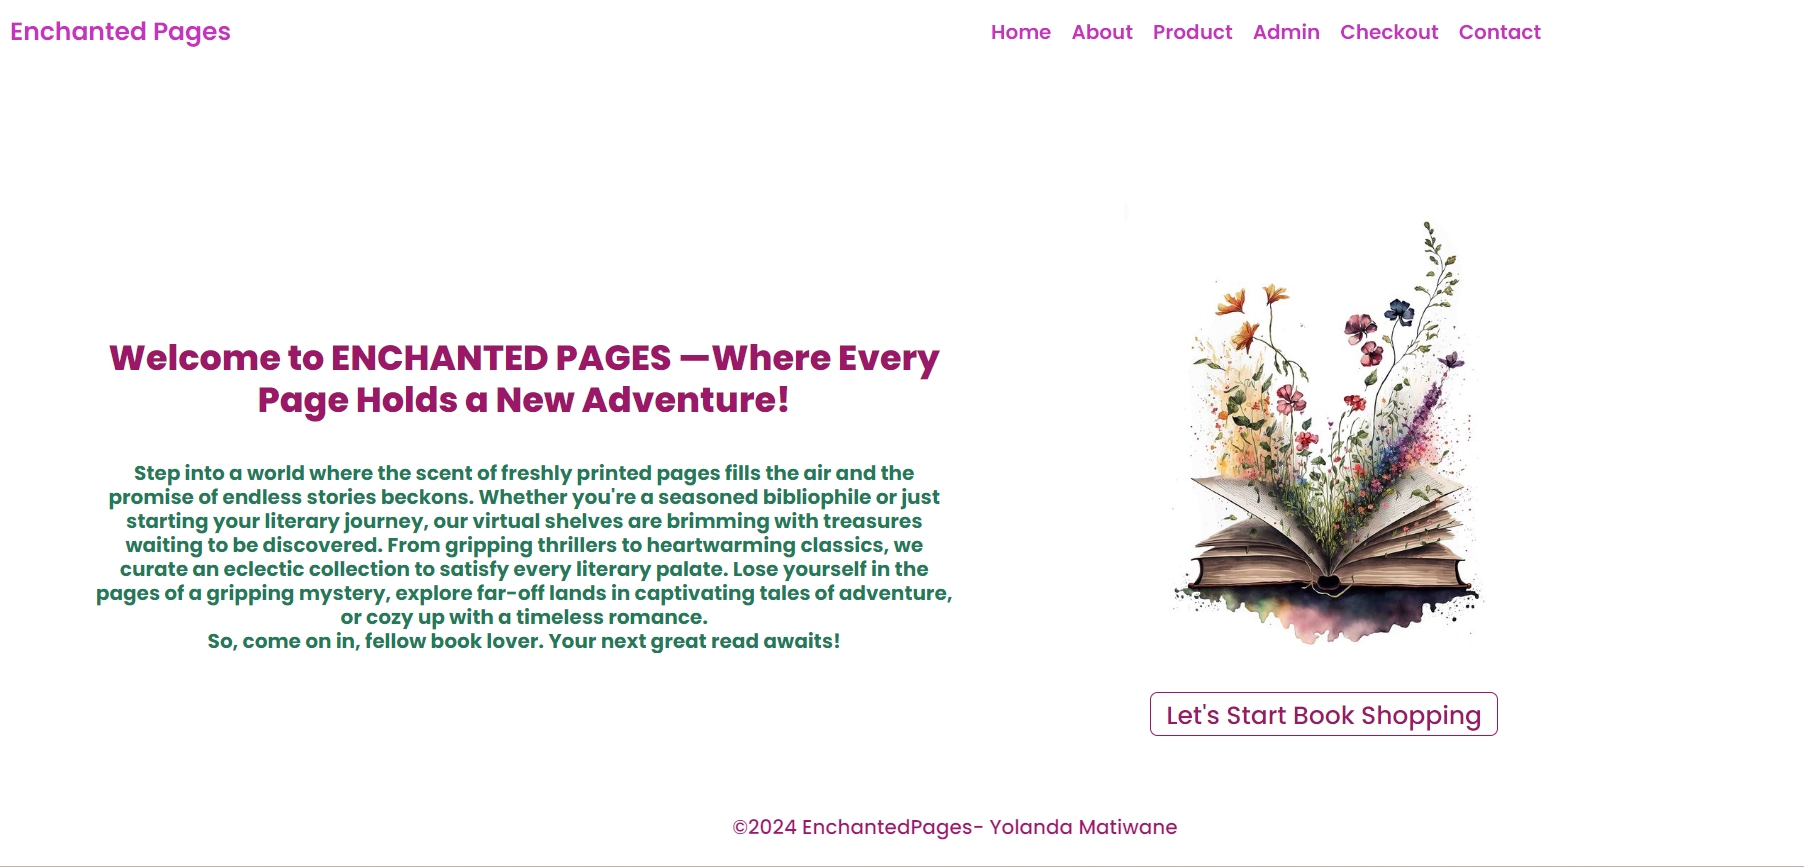 Enchanted Pages
Home About Product Admin Checkout Contact
Welcome to ENCHANTED PAGES —Where Every
Page Holds a New Adventure!
Step into a world where the scent of freshly printed pages fills the air and the
promise of endless stories beckons. Whether you're a seasoned bibliophile or just
starting your literary journey, our virtual shelves are brimming with treasures
waiting to be discovered. From gripping thrillers to heartwarming classics, we
curate an eclectic collection to satisfy every literary palate. Lose yourself in the
pages of a gripping mystery, explore far-off lands in captivating tales of adventure,
or cozy up with a timeless romance.
So, come on in, fellow book lover. Your next great read awaits!
Let's Start Book Shopping
©2024 EnchantedPages- Yolanda Matiwane